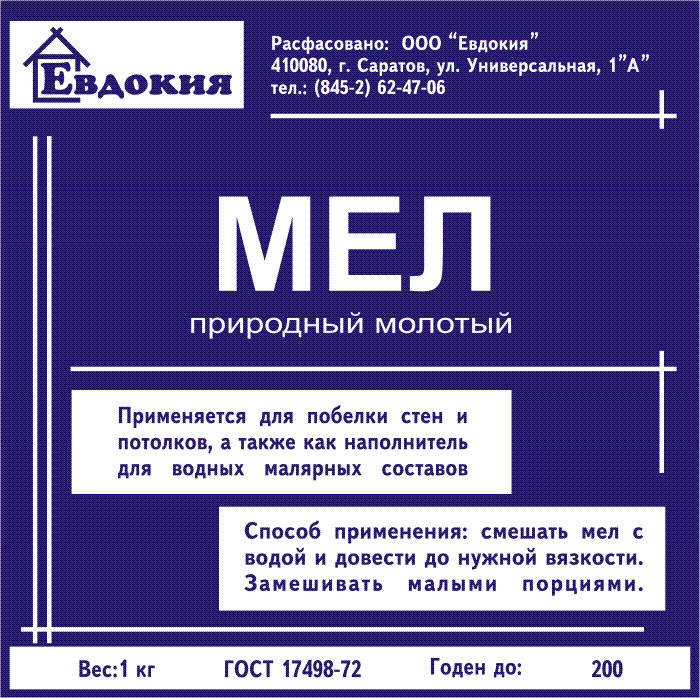 Евдокия
Расфасовано: ООО "Евдокия"
410080, г. Саратов, ул. Универсальная, 1"А"
тел.: (845-2) 62-47-06
МЕЛ
природный молотый
Применяется для побелки стен и
потолков, а также как наполнитель
для водных малярных составов
Способ применения: смешать мел с
водой и довести до нужной вязкости.
Замешивать малыми порциями.
Вес:1 кг ГОСТ 17498-72 Годен до: 200